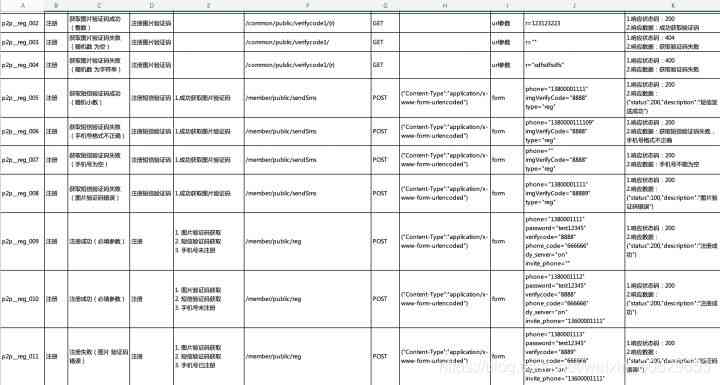 A B C D E F G H I J K
p2p__reg_002 注册 获取图片验证码成功 注册图片验证码 /common/public/verifycode1/{r} GET url参数 r=123123223 1.响应状态码：200
（整数） 2.响应数据：成功获取验证码
p2p__reg_003 注册 获取图片验证码失败 注册图片验证码 /common/public/verifycode1/ GET url参数 r="" 1.响应状态码：404
（随机数 为空） 2.响应数据：获取验证码失败
p2p__reg_004 注册 获取图片验证码失败 注册图片验证码 /common/public/verifycode1/{r} GET url参数 1.响应状态码：400
（随机数 为字符串） 2.响应数据：获取验证码失败
p2p__reg_005 注册 获取短信验证码成功 注册短信验证码 1.成功获取图片验证码 /member/public/sendSms POST {"Content-Type":"application/x-www-form-urlencoded"} form phone="13800001111" 1.响应状态码：200
（随机小数） imgVerifyCode="8888" 2.响应数据：
type="reg" {"status":200,"description":"短信发送成功"}
p2p__reg_006 注册 获取短信验证码失败 注册短信验证码 1.成功获取图片验证码 /member/public/sendSms POST {"Content-Type":"application/x-www-form-urlencoded"} form phone="1380000111109" 1.响应状态码：200
（手机号格式不正确） imgVerifyCode="8888" 2.响应数据：获取短信验证码失败，
type="reg" 手机号格式不正确
p2p__reg_007 注册 获取短信验证码失败 注册短信验证码 1.成功获取图片验证码 /member/public/sendSms POST {"Content-Type":"application/x-www-form-urlencoded"} form phone="" 1.响应状态码：200
（手机号为空） imgVerifyCode="8888" 2.响应数据：手机号不能为空
type="reg"
p2p__reg_008 注册 获取短信验证码失败 注册短信验证码 1.成功获取图片验证码 /member/public/sendSms POST {"Content-Type":"application/x-www-form-urlencoded"} form phone="13800001111" 1.响应状态码：200
（图片验证码错误） imgVerifyCode="88889" 2.响应数据：
type="reg" {"status":100,"description":"图片验证码错误"}
p2p__reg_009 注册 注册成功（必填参数） 注册 1. 图片验证码获取 /member/public/reg POST {"Content-Type":"application/x-www-form-urlencoded"} form phone="13800001111" 1.响应状态码：200
2. 短信验证码获取 password="test12345" 2.响应数据：
3. 手机号未注册 verifycode="8888" {"status":200,"description":"注册成功"}
phone_code="666666"
dy_server="on"
invite_phone=""
p2p__reg_010 注册 注册成功（必填参数） 注册 1. 图片验证码 /member/public/reg POST {"Content-Type":"application/x-www-form-urlencoded"} form phone="13800001112" 1.响应状态码：200
2. 短信验证码获取 password="test12345" 2.响应数据：
3. 手机号未注册 verifycode="8888" {"status":200,"description":"注册成功"}
phone_code="666666"
dy_server="on"
invite_phone="13600001111"
p2p__reg_011 注册 注册失败（图片 验证码错误） 注册 1. 图片验证码 /member/public/reg POST {"Content-Type":"application/x-www-form-urlencoded"} form phone="13800001113" 1.响应状态码：200
2. 短信验证码获取 password="test12345" 2.响应数据：
3. 手机号已注册 verifycode="8889"
phone_code="666666"
dy_server="on"
invite_phone="13600001111"